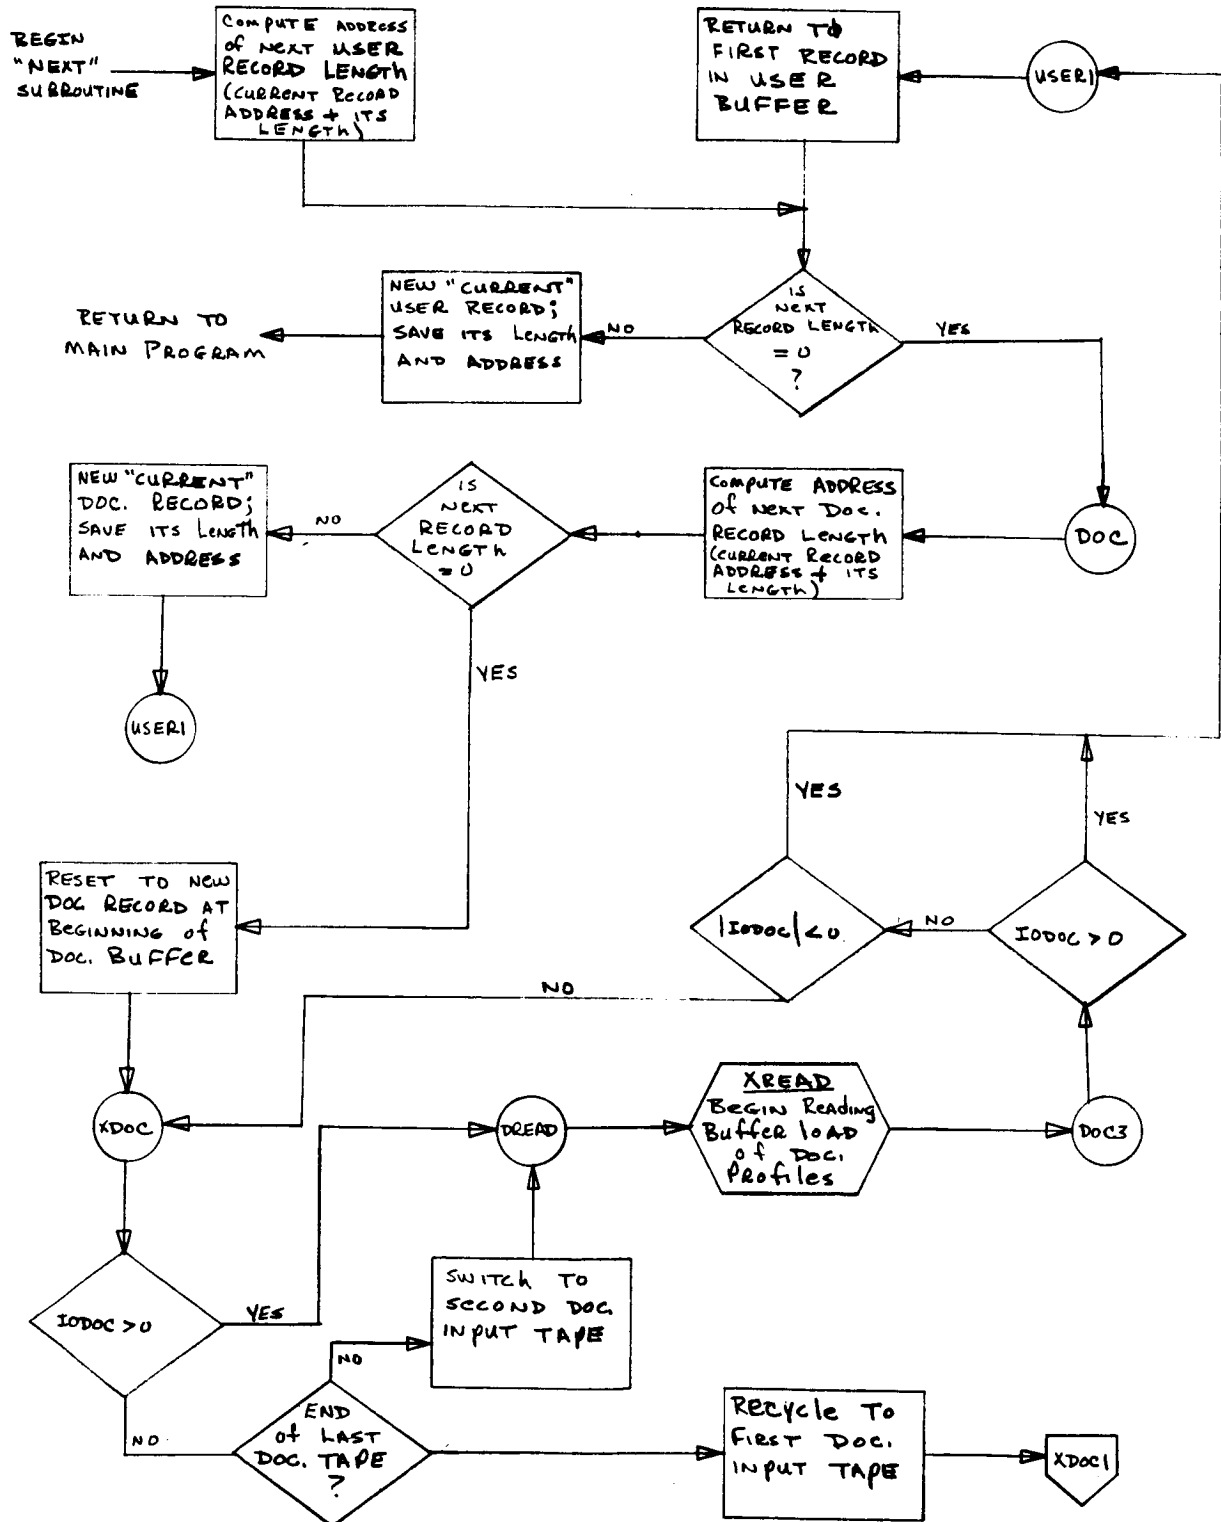 BEGIN
"NEXT"
SUBROUTINE
COMPUTE ADDRESS
of NEXT USER
RECORD LENGTH
(CURRENT RECORD
ADDRESS + ITS
LENGTH)
RETURN TO
FIRST RECORD
IN USER
BUFFER
USER1
IS
NEXT
RECORD LENGTH
= 0
?
NO
YES
NEW "CURRENT"
USER RECORD;
SAVE ITS LENGTH
AND ADDRESS
RETURN TO
MAIN PROGRAM
DOC
COMPUTE ADDRESS
of NEXT DOC.
RECORD LENGTH
(CURRENT RECORD
ADDRESS + ITS
LENGTH)
IS
NEXT
RECORD
LENGTH
= 0
NO
YES
NEW "CURRENT"
DOC. RECORD;
SAVE ITS LENGTH
AND ADDRESS
USER1
RESET TO NEW
DOC RECORD AT
BEGINNING of
DOC. BUFFER
YES
YES
|IODOC| < 0
NO
IODOC > 0
NO
XDOC
DREAD
XREAD
BEGIN READING
BUFFER LOAD
of DOC.
PROFILES
DOC3
IODOC > 0
YES
NO
SWITCH TO
SECOND DOC.
INPUT TAPE
NO
END
of LAST
DOC. TAPE
?
RECYCLE TO
FIRST DOC.
INPUT TAPE
XDOC1